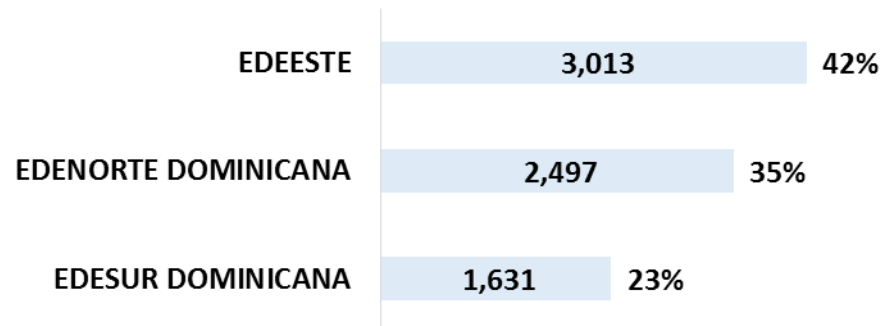 EDEESTE 3,013 42%
EDENORTE DOMINICANA 2,497 35%
EDESUR DOMINICANA 1,631 23%